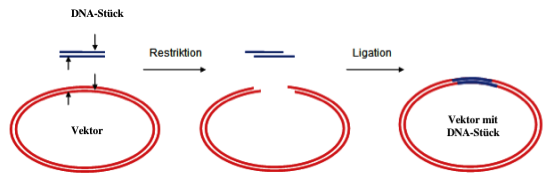 DNA-Stück
Restriktion
Ligation
Vektor
Vektor mit
DNA-Stück